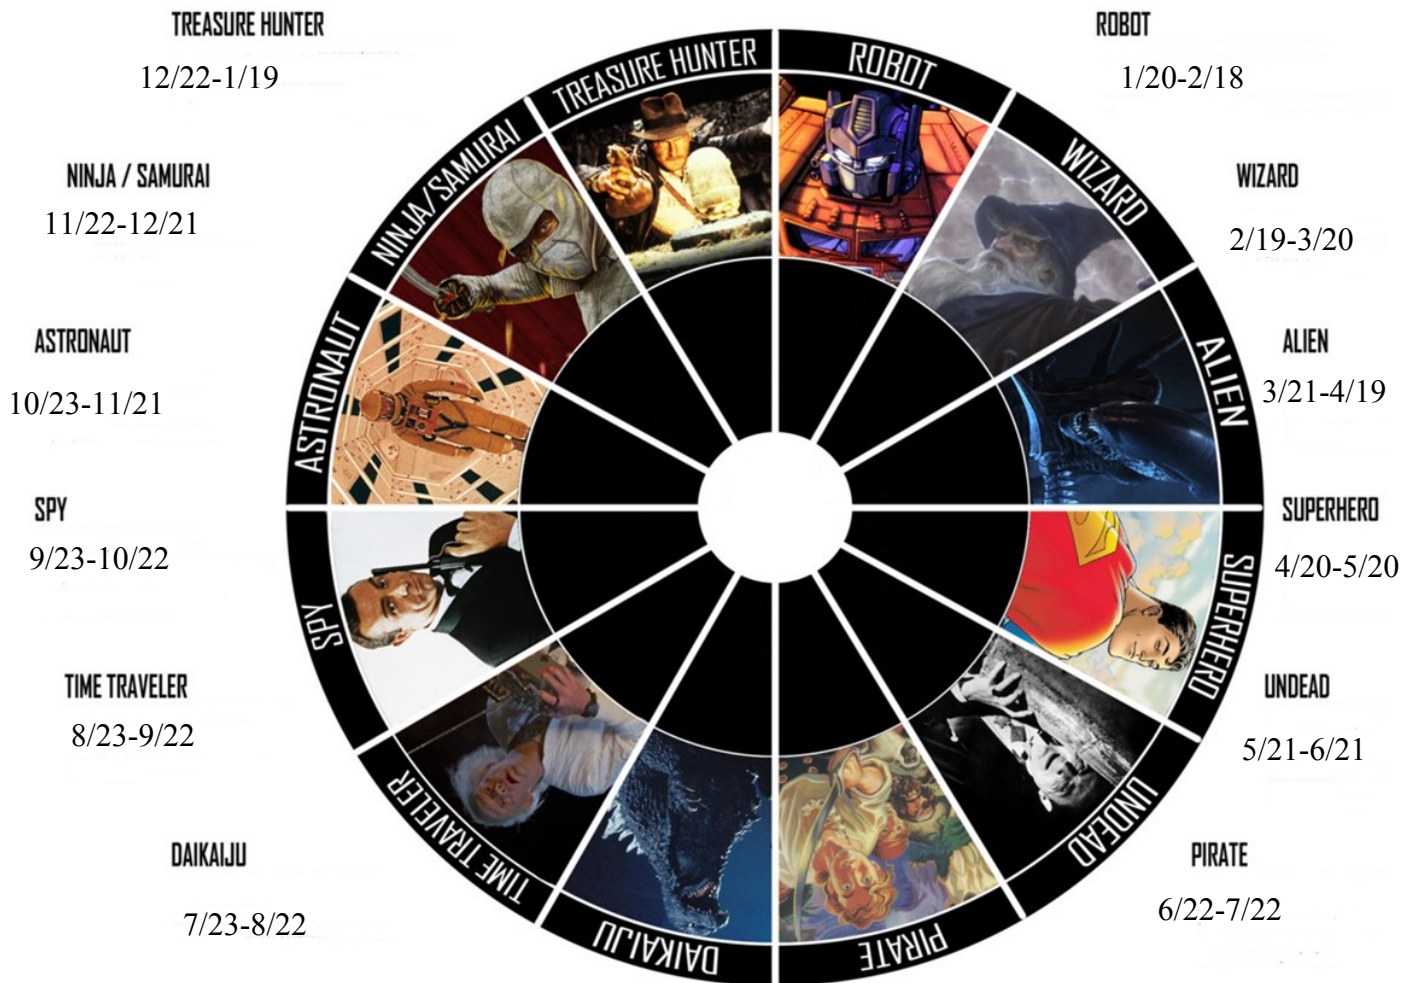 TREASURE HUNTER
12/22-1/19
ROBOT
1/20-2/18
NINJA / SAMURAI
11/22-12/21
WIZARD
2/19-3/20
ASTRONAUT
10/23-11/21
ALIEN
3/21-4/19
SPY
9/23-10/22
SUPERHERO
4/20-5/20
TIME TRAVELER
8/23-9/22
UNDEAD
5/21-6/21
DAIKAIJU
7/23-8/22
PIRATE
6/22-7/22
TREASURE HUNTER
ROBOT
WIZARD
ALIEN
SUPERHERO
UNDEAD
PIRATE
DAIKAIJU
TIME TRAVELER
SPY
ASTRONAUT
NINJA/SAMURAI